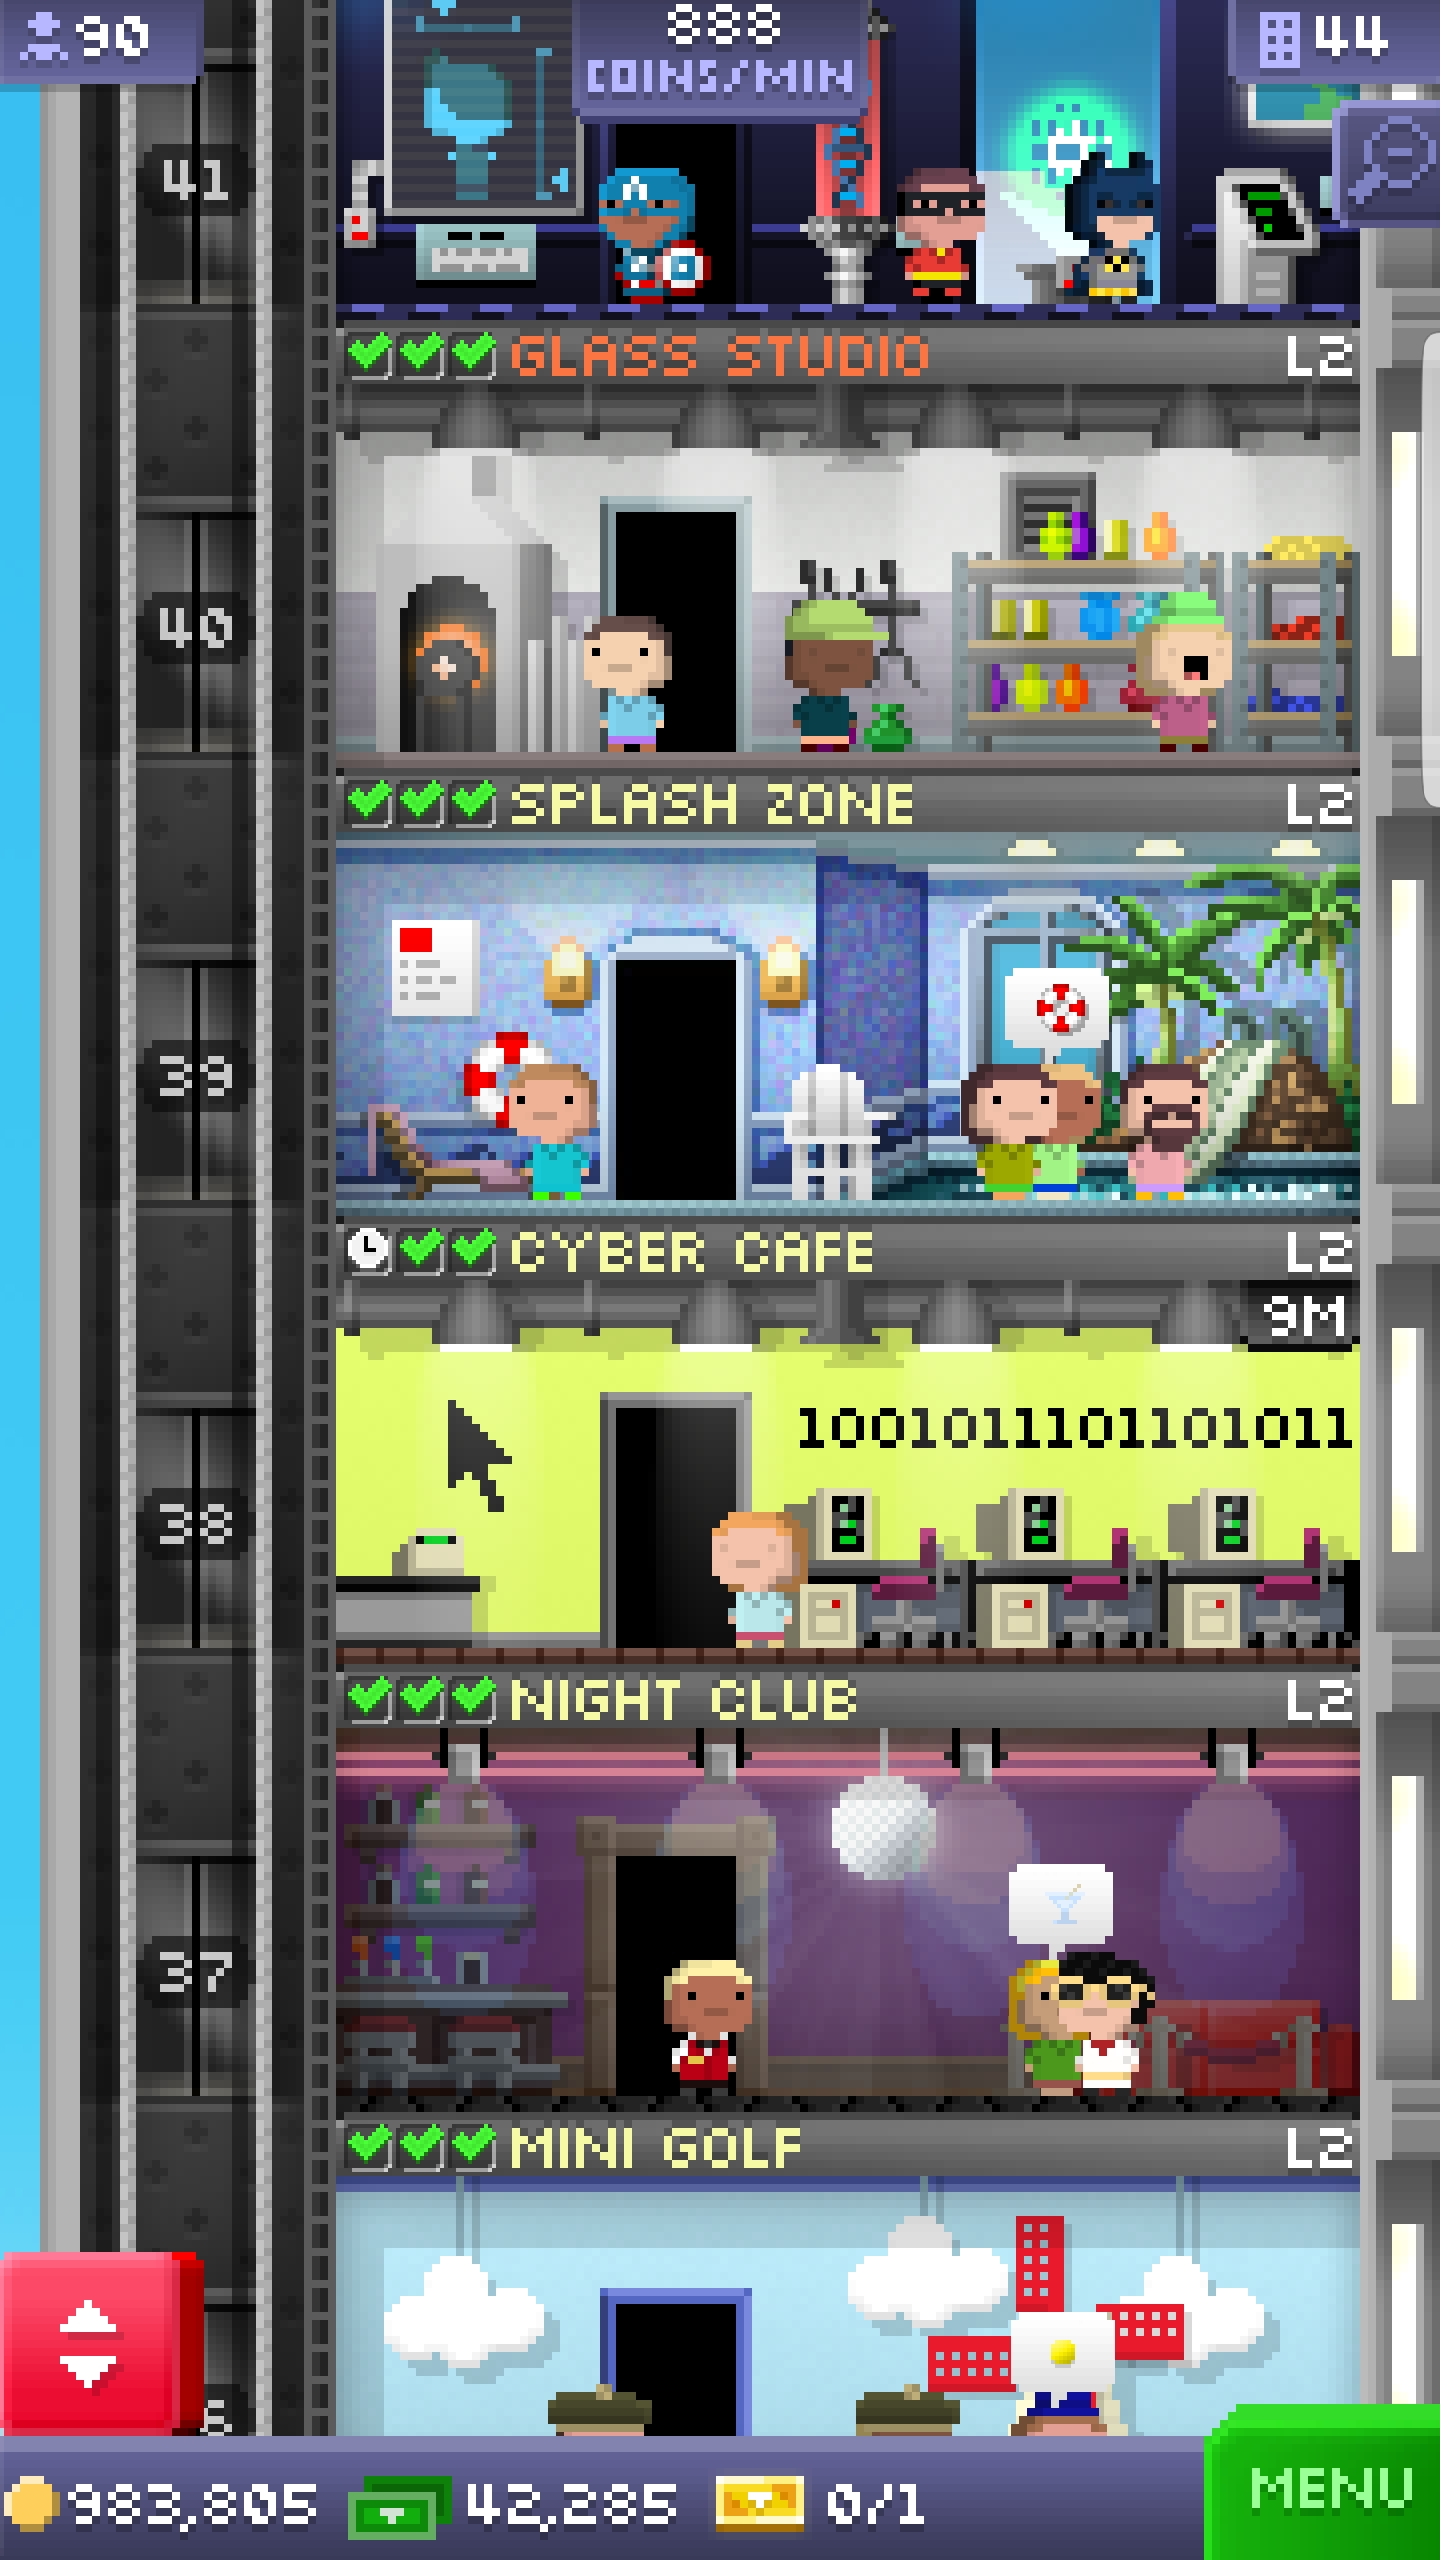 90
888
COINS/MIN
44
41
GLASS STUDIO L2
40
SPLASH ZONE L2
39
CYBER CAFE L2
9M
1001011101101011
38
NIGHT CLUB L2
37
MINI GOLF L2
983,805 42,285 0/1
MENU